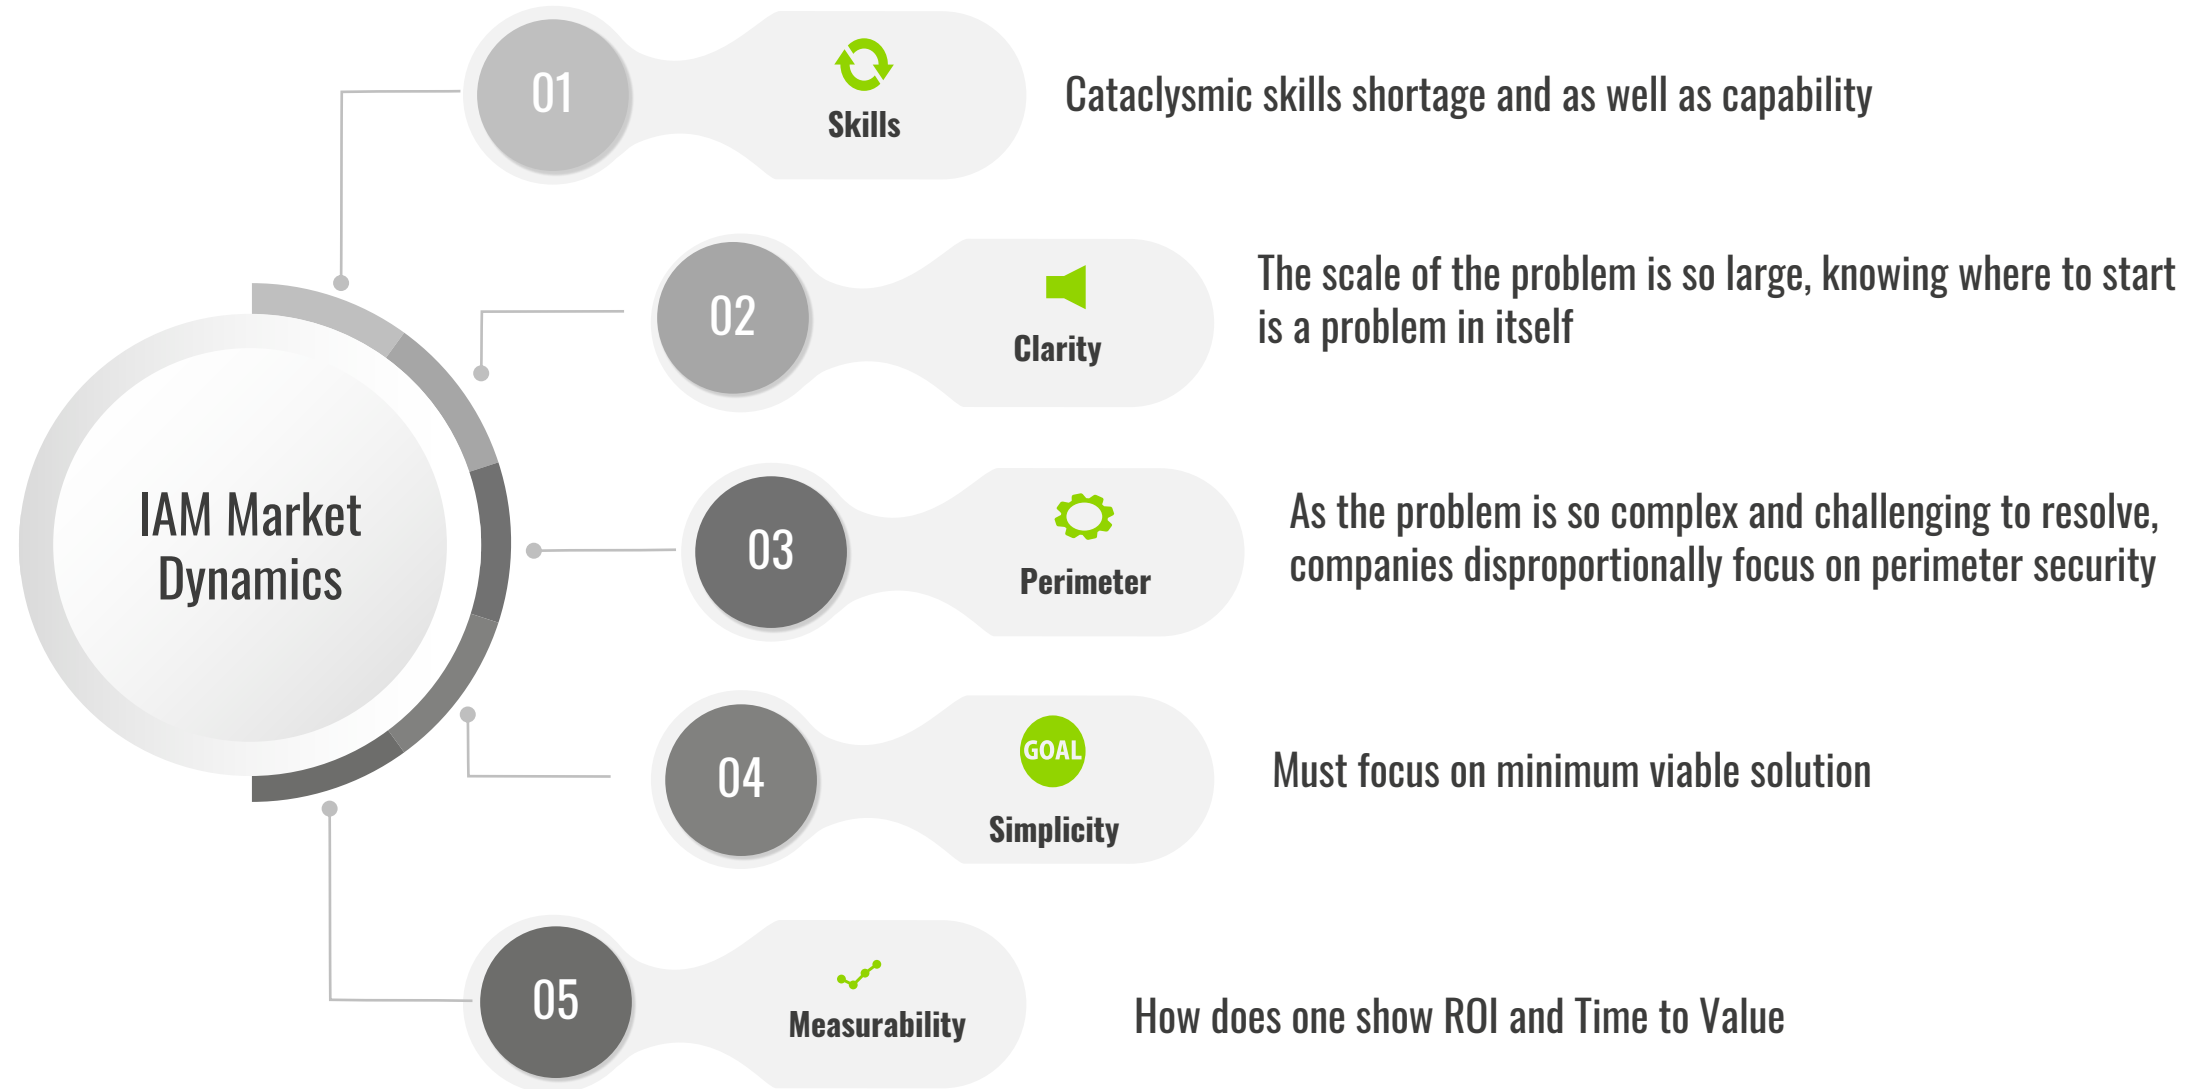 01
Skills
Cataclysmic skills shortage and as well as capability
02
Clarity
The scale of the problem is so large, knowing where to start
is a problem in itself
IAM Market
Dynamics
03
Perimeter
As the problem is so complex and challenging to resolve,
companies disproportionally focus on perimeter security
04
GOAL
Simplicity
Must focus on minimum viable solution
05
Measurability
How does one show ROI and Time to Value